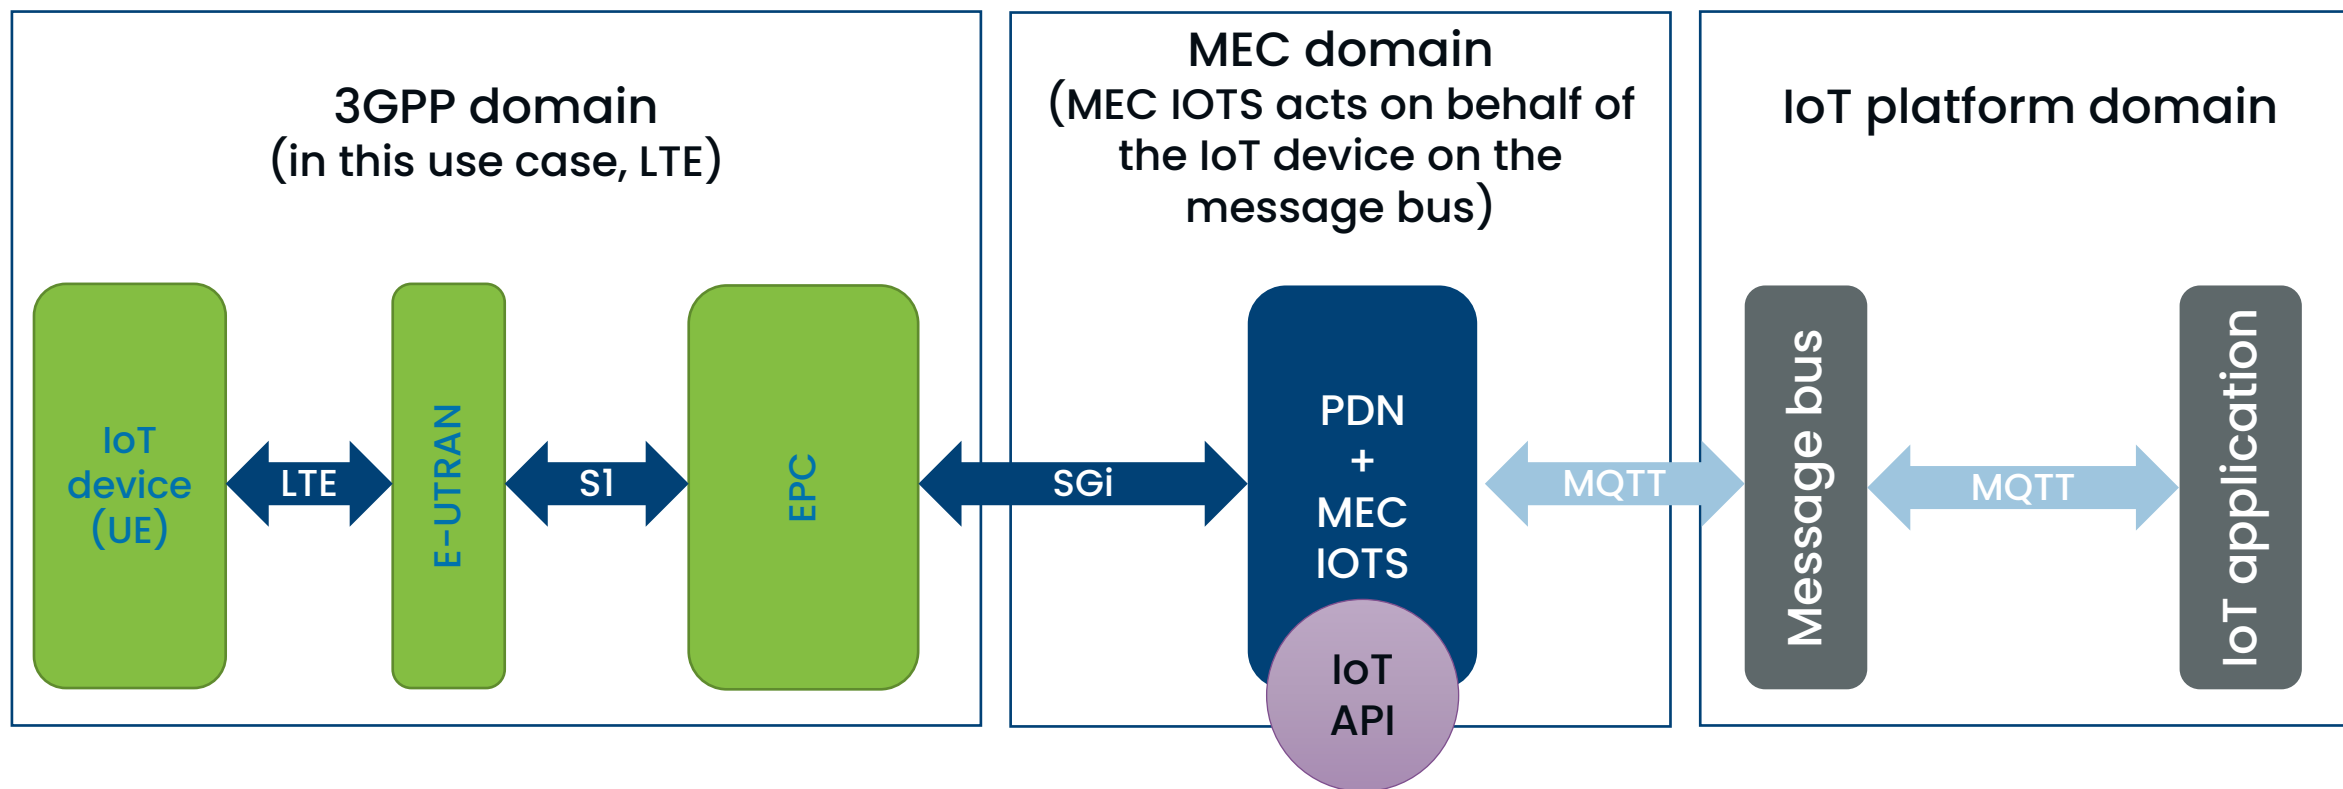 3GPP domain
(in this use case, LTE)
IoT
device
(UE)
LTE
E-UTRAN
S1
EPC
SGi
MEC domain
(MEC IOTS acts on behalf of
the IoT device on the
message bus)
PDN
+
MEC
IOTS
IoT
API
MQTT
IoT platform domain
Message bus
MQTT
IoT application